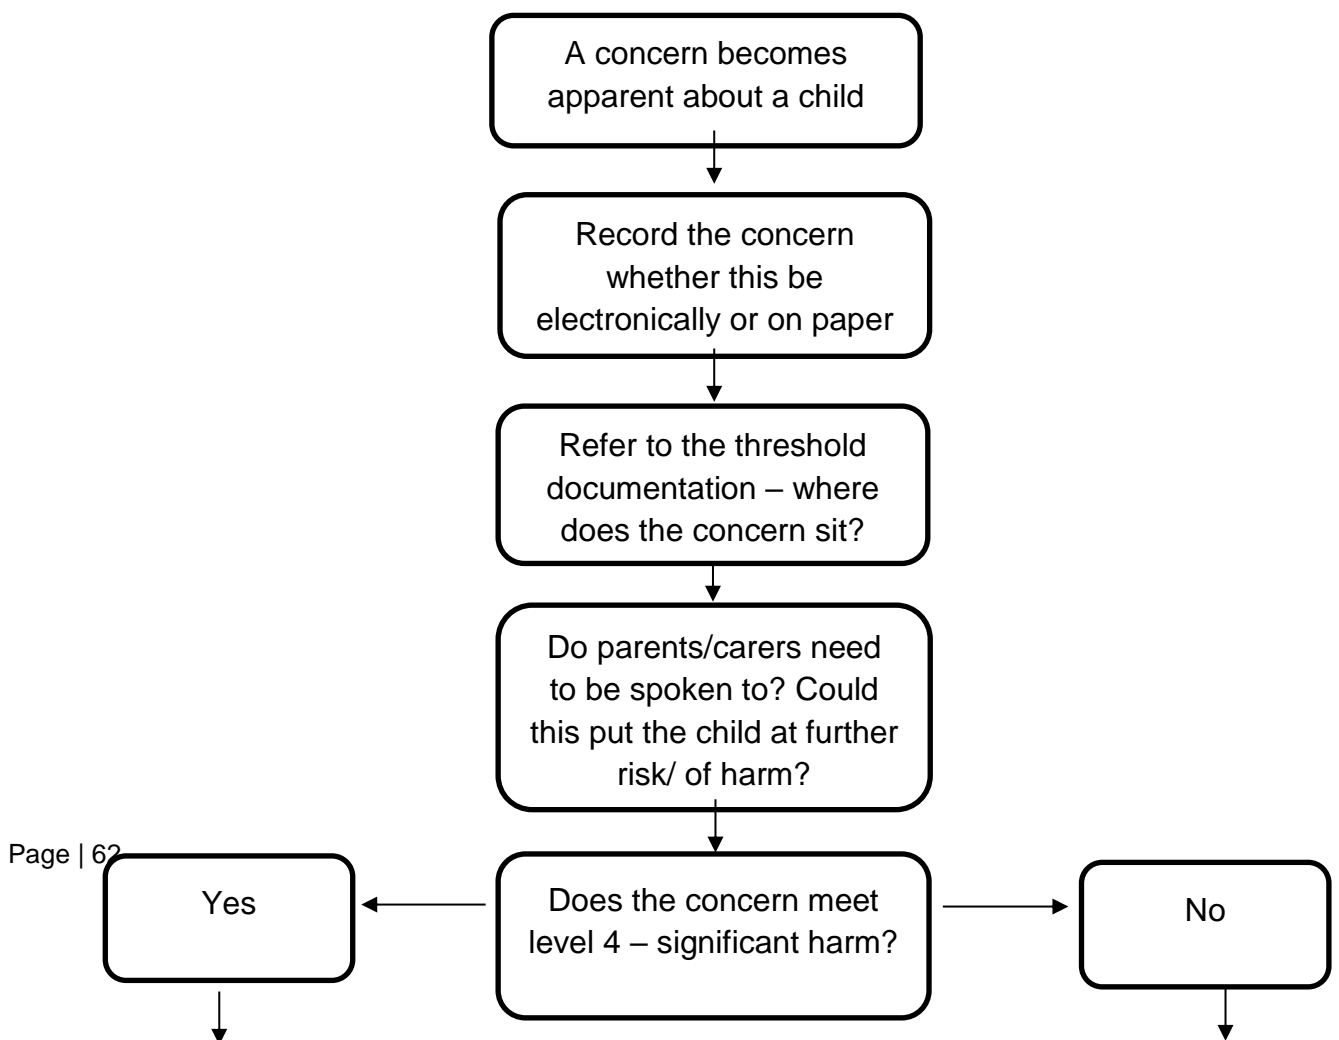 A concern becomes
apparent about a child
Record the concern
whether this be
electronically or on paper
Refer to the threshold
documentation – where
does the concern sit?
Do parents/carers need
to be spoken to? Could
this put the child at further
risk/ of harm?
Page | 62
Yes
Does the concern meet
level 4 – significant harm?
No